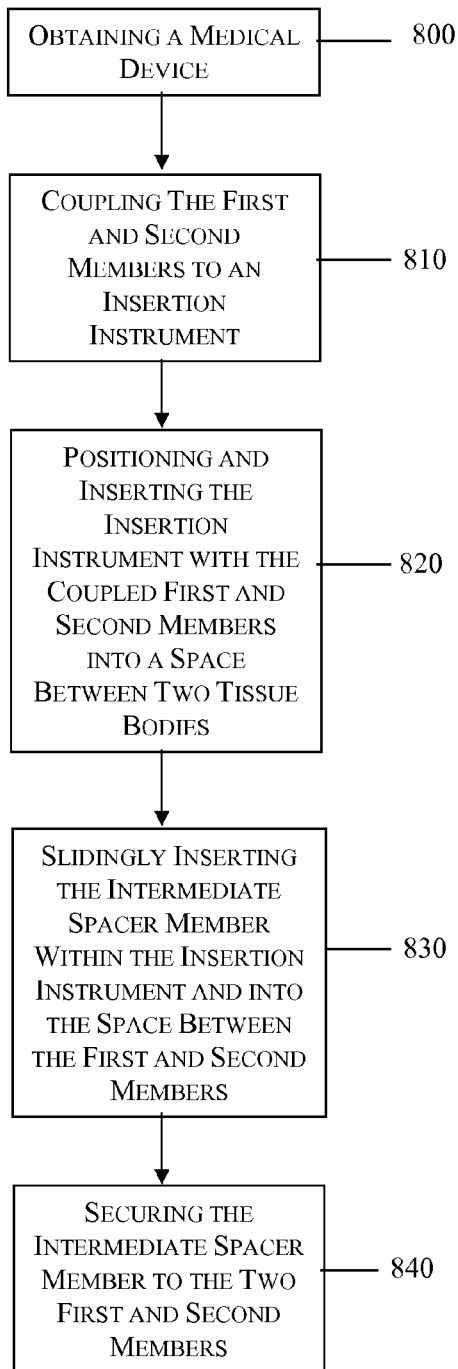 OBTAINING A MEDICAL
DEVICE
800
COUPLING THE FIRST
AND SECOND
MEMBERS TO AN
INSERTION
INSTRUMENT
810
POSITIONING AND
INSERTING THE
INSERTION
INSTRUMENT WITH THE
COUPLED FIRST AND
SECOND MEMBERS
INTO A SPACE
BETWEEN TWO TISSUE
BODIES
820
SLIDINGLY INSERTING
THE INTERMEDIATE
SPACER MEMBER
WITHIN THE INSERTION
INSTRUMENT AND INTO
THE SPACE BETWEEN
THE FIRST AND SECOND
MEMBERS
830
SECURING THE
INTERMEDIATE SPACER
MEMBER TO THE TWO
FIRST AND SECOND
MEMBERS
840